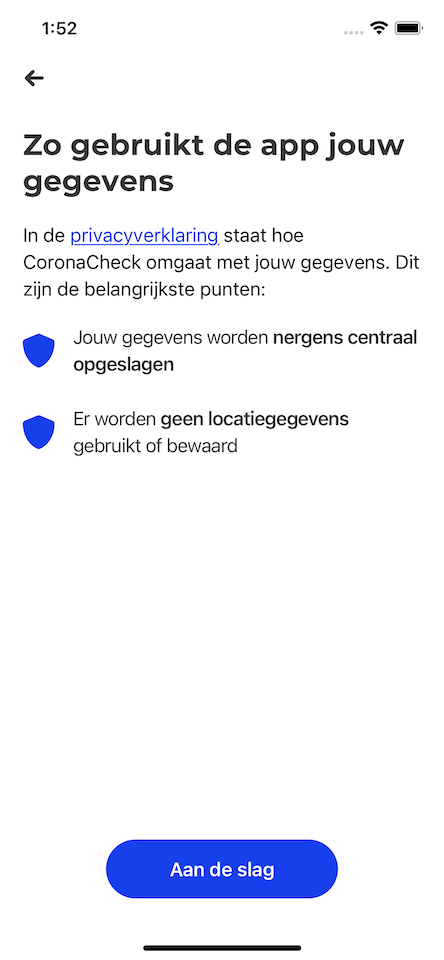 1:52
Zo gebruikt de app jouw
gegevens
In de privacyverklaring staat hoe
CoronaCheck omgaat met jouw gegevens. Dit
zijn de belangrijkste punten:
Jouw gegevens worden nergens centraal
opgeslagen
Er worden geen locatiegegevens
gebruikt of bewaard
Aan de slag